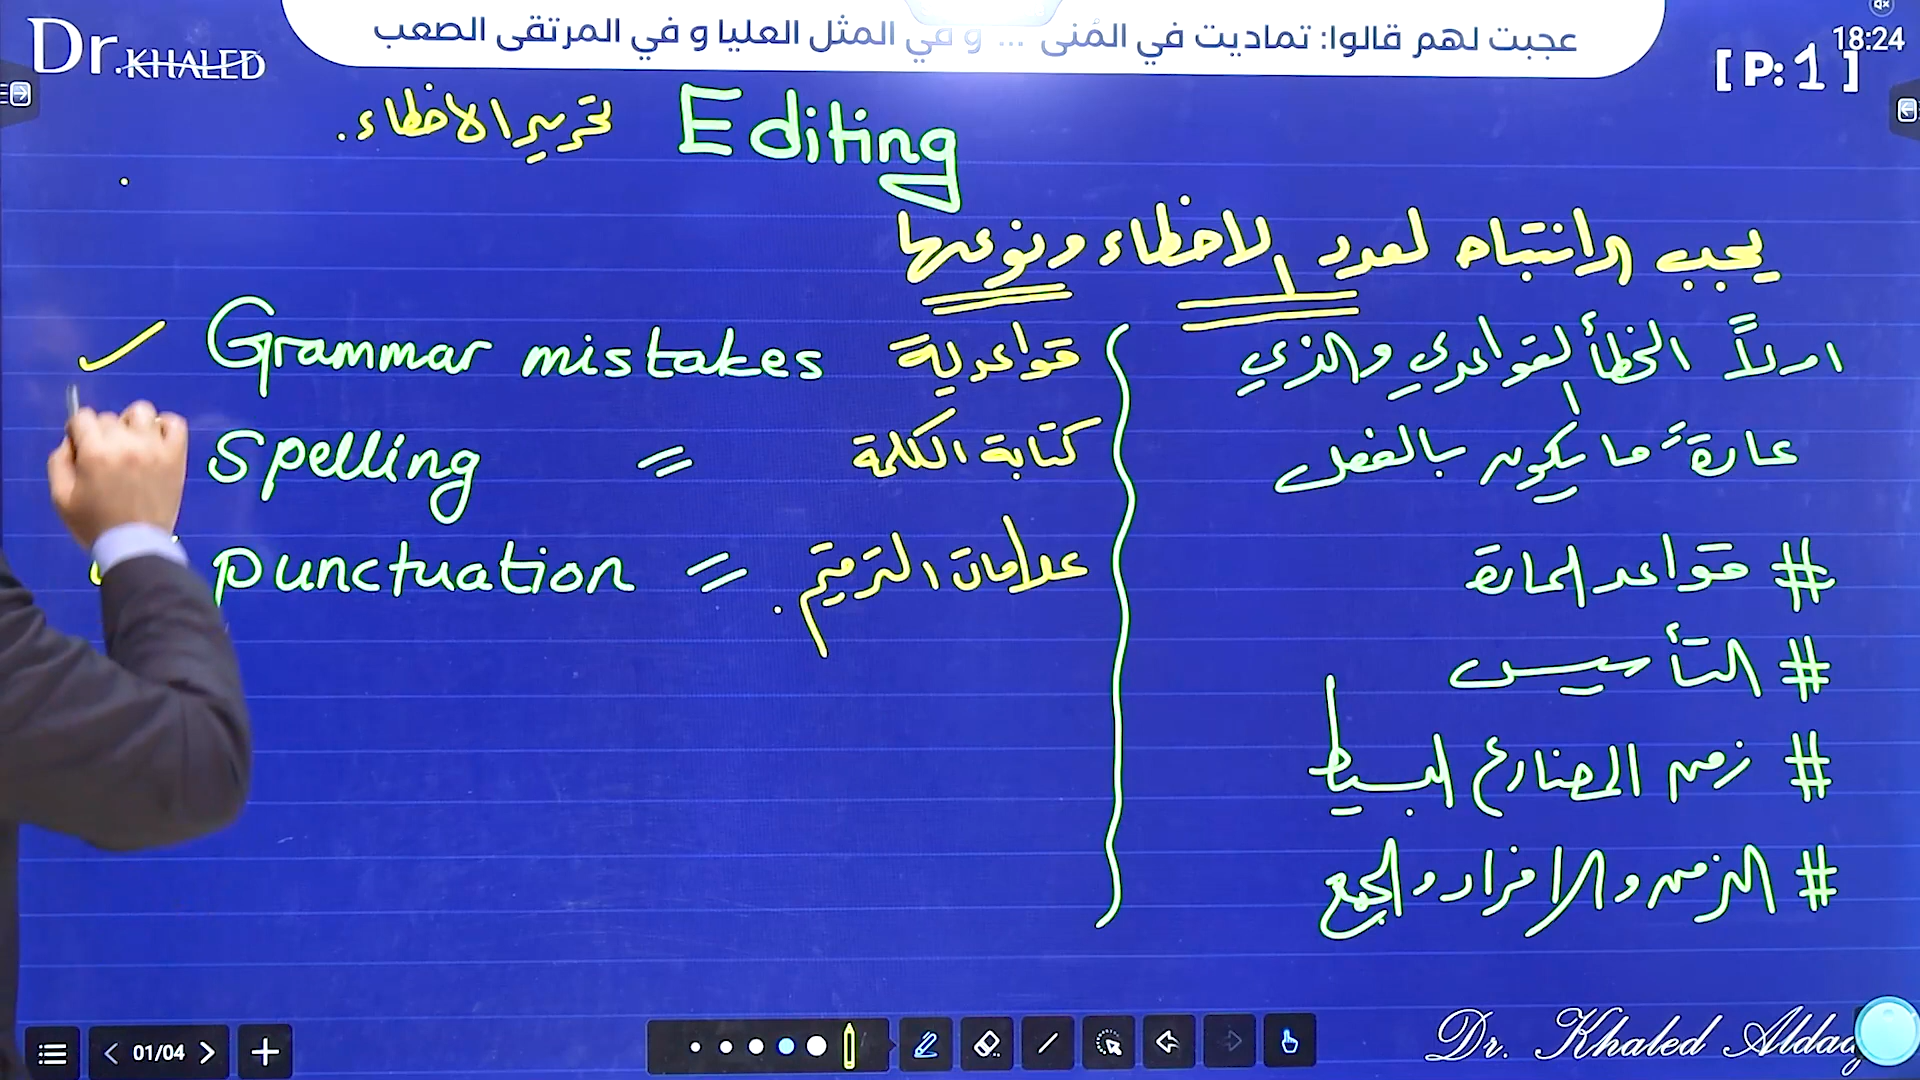 Dr. KHALED
عجبت لهم قالوا: تماديت في المُنى ... و في المثل العليا و في المرتقى الصعب
18:24
[ P: 1 ]
Editing تحرير الاخطاء.
يجب الانتباه لعدد الاخطاء ونوعها
Grammar mistakes قواعدية
Spelling = كتابة الكلمة
punctuation = علامات الترقيم.
اولاً الخطأ القواعدي والذي
عادةً ما يكون بالفعل
# قواعد المادة
# التأسيس
# زمن المضارع البسيط
# الزمن والافراد والجمع
01/04
Dr. Khaled